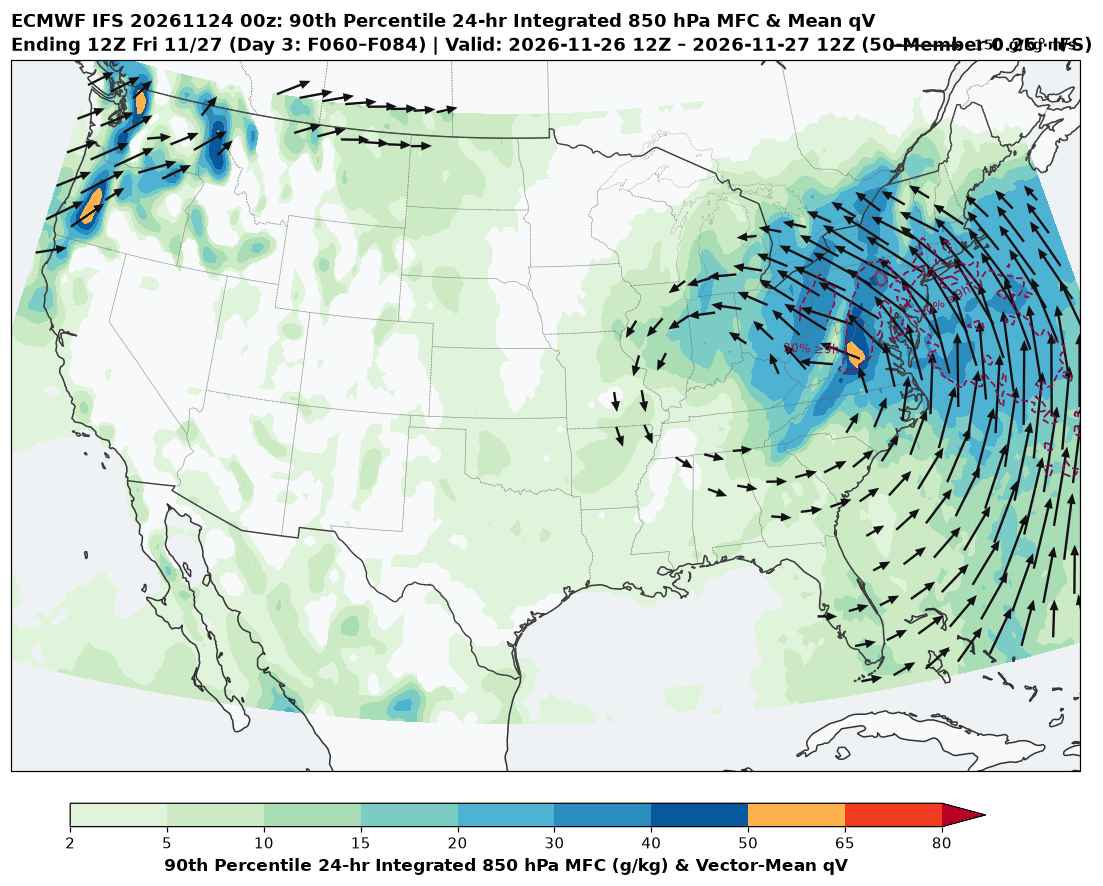 ECMWF IFS 20261124 00z: 90th Percentile 24-hr Integrated 850 hPa MFC & Mean qV
Ending 12Z Fri 11/27 (Day 3: F060–F084) | Valid: 2026-11-26 12Z – 2026-11-27 12Z (50-Member 0.25° IFS)
2 5 10 15 20 30 40 50 65 80
90th Percentile 24-hr Integrated 850 hPa MFC (g/kg) & Vector-Mean qV